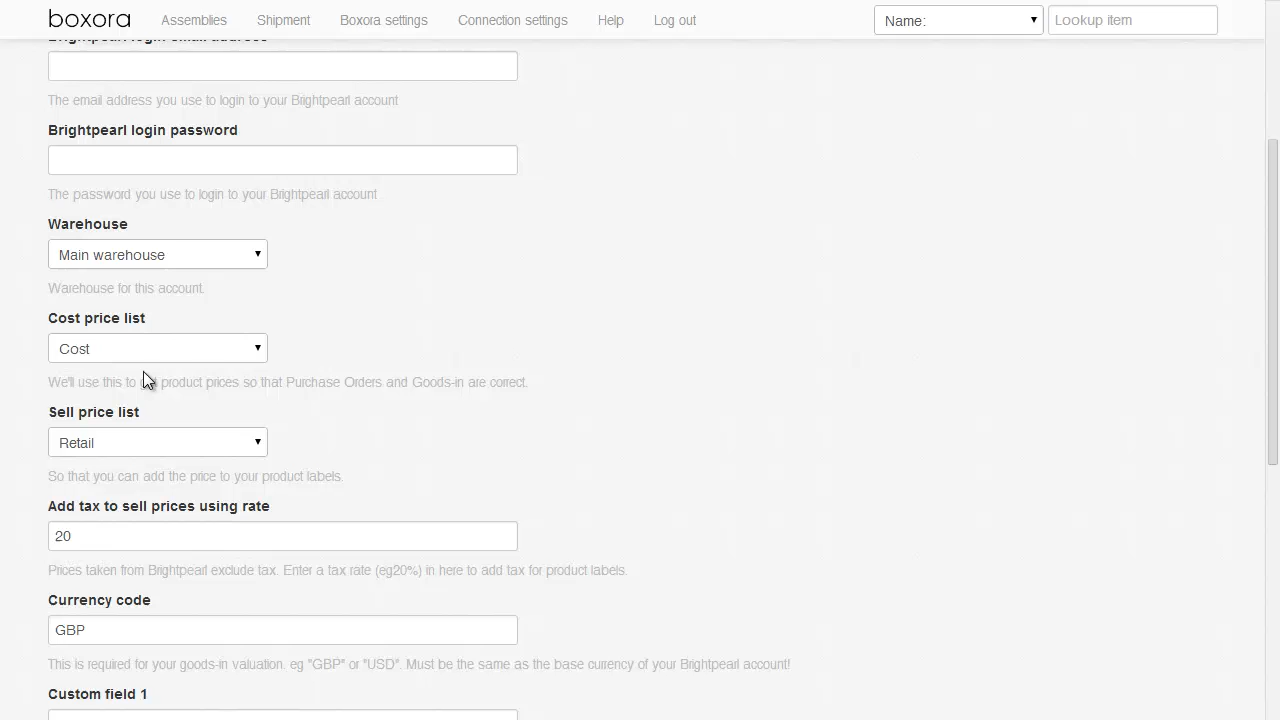 boxora Assemblies Shipment Boxora settings Connection settings Help Log out Name: Lookup item
Brightpearl login email address
The email address you use to login to your Brightpearl account
Brightpearl login password
The password you use to login to your Brightpearl account
Warehouse
Main warehouse
Warehouse for this account.
Cost price list
Cost
We'll use this to product prices so that Purchase Orders and Goods-in are correct.
Sell price list
Retail
So that you can add the price to your product labels.
Add tax to sell prices using rate
20
Prices taken from Brightpearl exclude tax. Enter a tax rate (eg20%) in here to add tax for product labels.
Currency code
GBP
This is required for your goods-in valuation. eg "GBP" or "USD". Must be the same as the base currency of your Brightpearl account!
Custom field 1